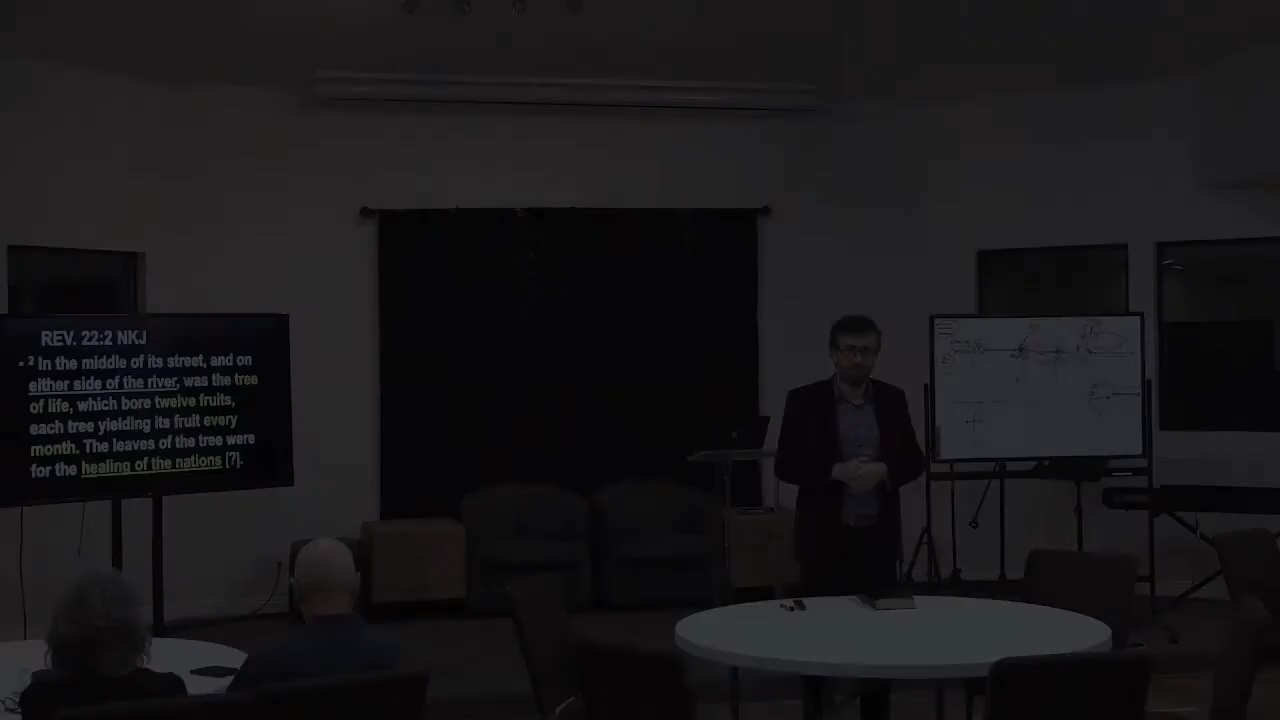 REV. 22:2 NKJ
• ² In the middle of its street, and on
either side of the river, was the tree
of life, which bore twelve fruits,
each tree yielding its fruit every
month. The leaves of the tree were
for the healing of the nations [?].